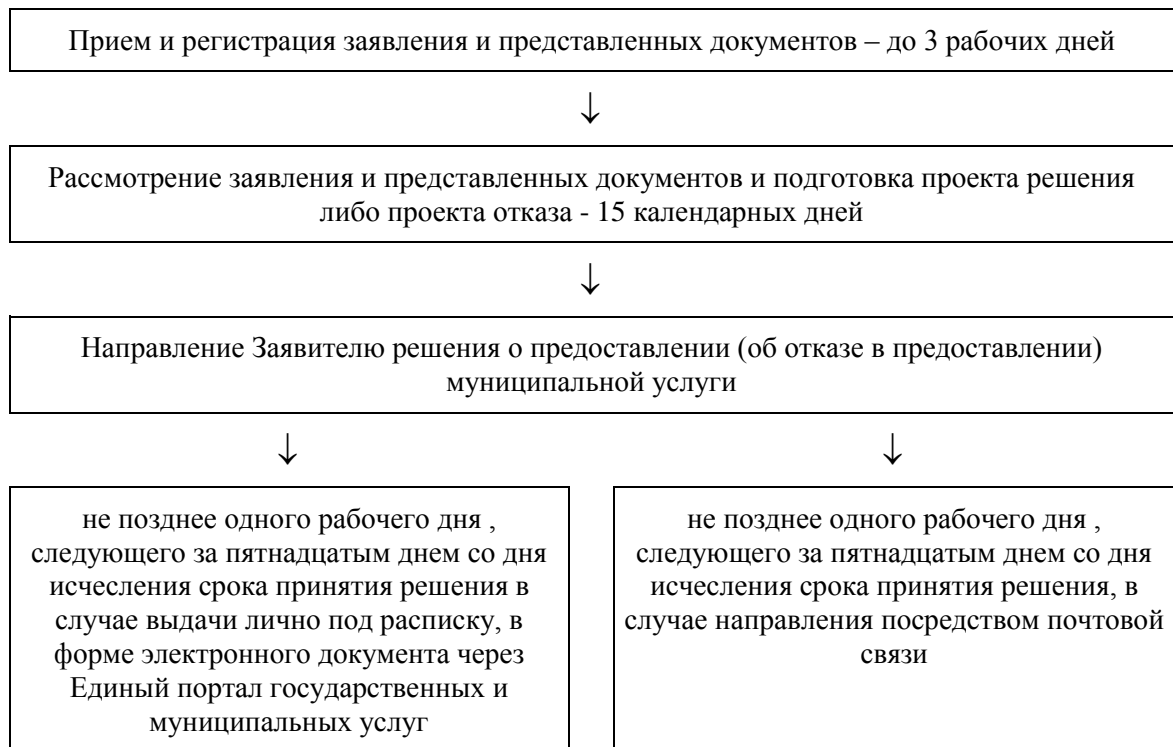 Прием и регистрация заявления и представленных документов – до 3 рабочих дней
↓
Рассмотрение заявления и представленных документов и подготовка проекта решения
либо проекта отказа - 15 календарных дней
↓
Направление Заявителю решения о предоставлении (об отказе в предоставлении)
муниципальной услуги
↓
не позднее одного рабочего дня ,
следующего за пятнадцатым днем со дня
исчесления срока принятия решения в
случае выдачи лично под расписку, в
форме электронного документа через
Единый портал государственных и
муниципальных услуг
↓
не позднее одного рабочего дня ,
следующего за пятнадцатым днем со дня
исчесления срока принятия решения, в
случае направления посредством почтовой
связи